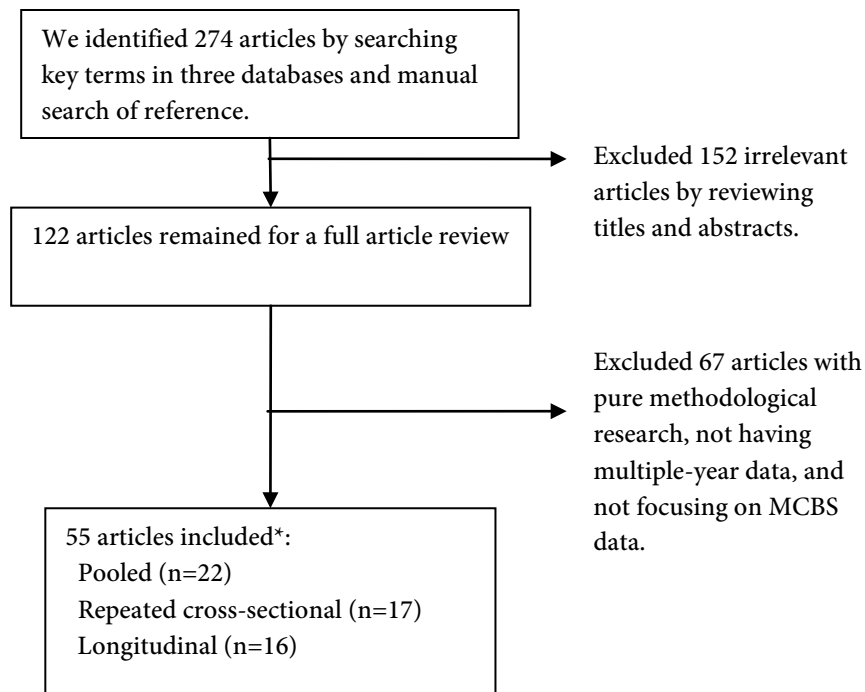 We identified 274 articles by searching
key terms in three databases and manual
search of reference.
Excluded 152 irrelevant
articles by reviewing
titles and abstracts.
122 articles remained for a full article review
Excluded 67 articles with
pure methodological
research, not having
multiple-year data, and
not focusing on MCBS
data.
55 articles included*:
Pooled (n=22)
Repeated cross-sectional (n=17)
Longitudinal (n=16)